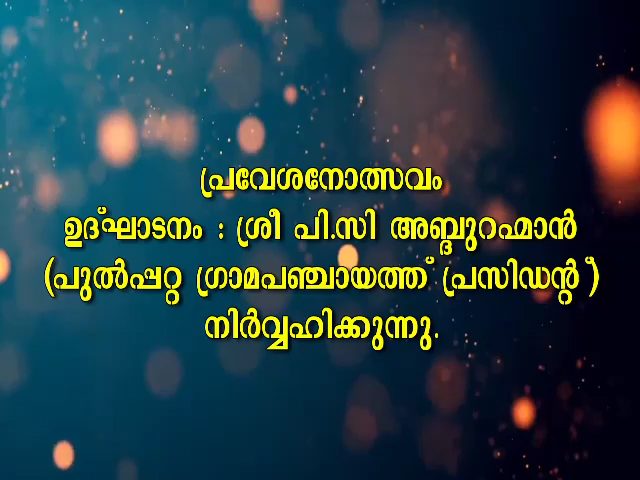 പ്രവേശനോത്സവം
ഉദ്ഘാടനം : ശ്രീ പി.സി അബ്ദുറഹ്മാൻ
(പുൽപ്പറ്റ ഗ്രാമപഞ്ചായത്ത് പ്രസിഡന്റ്)
നിർവ്വഹിക്കുന്നു.